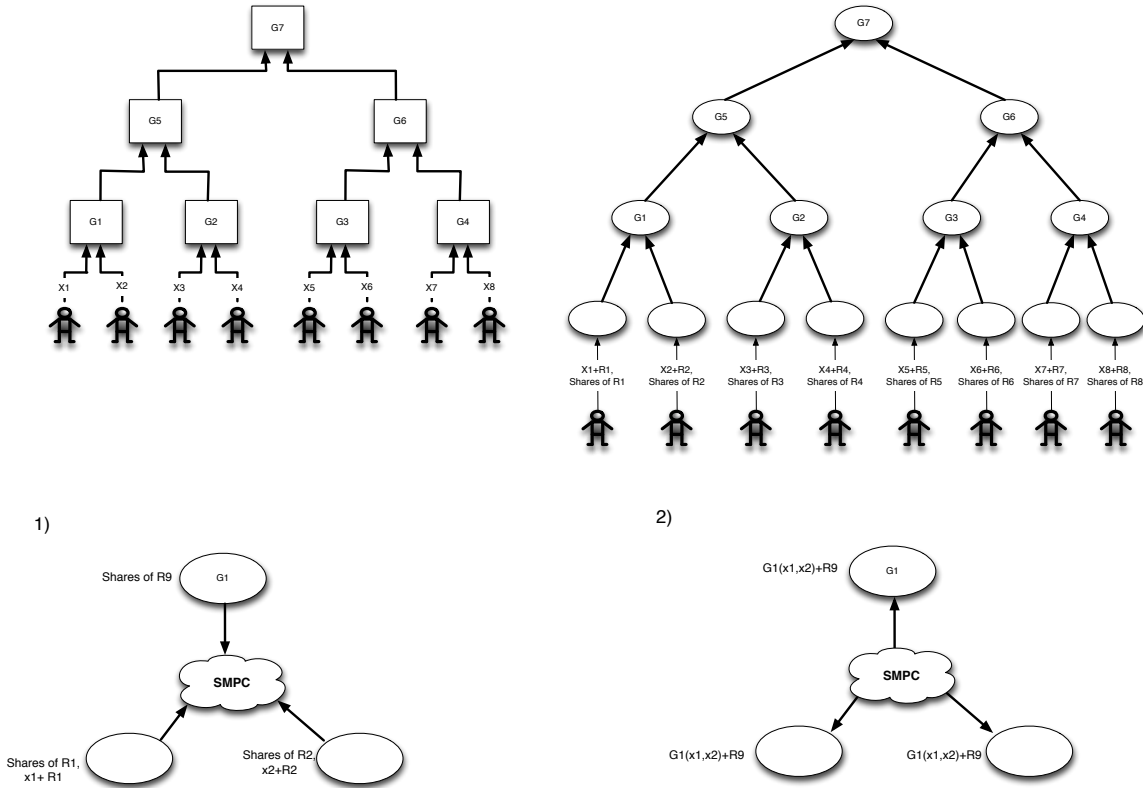 G7
G5
G6
G1
G2
G3
G4
X1
X2
X3
X4
X5
X6
X7
X8
G7
G5
G6
G1
G2
G3
G4
X1+R1,
Shares of R1
X2+R2,
Shares of R2
X3+R3,
Shares of R3
X4+R4,
Shares of R4
X5+R5,
Shares of R5
X6+R6,
Shares of R6
X7+R7,
Shares of R7
X8+R8,
Shares of R8
1)
Shares of R9
G1
SMPC
Shares of R1,
x1+ R1
Shares of R2,
x2+R2
2)
G1(x1,x2)+R9
G1
SMPC
G1(x1,x2)+R9
G1(x1,x2)+R9